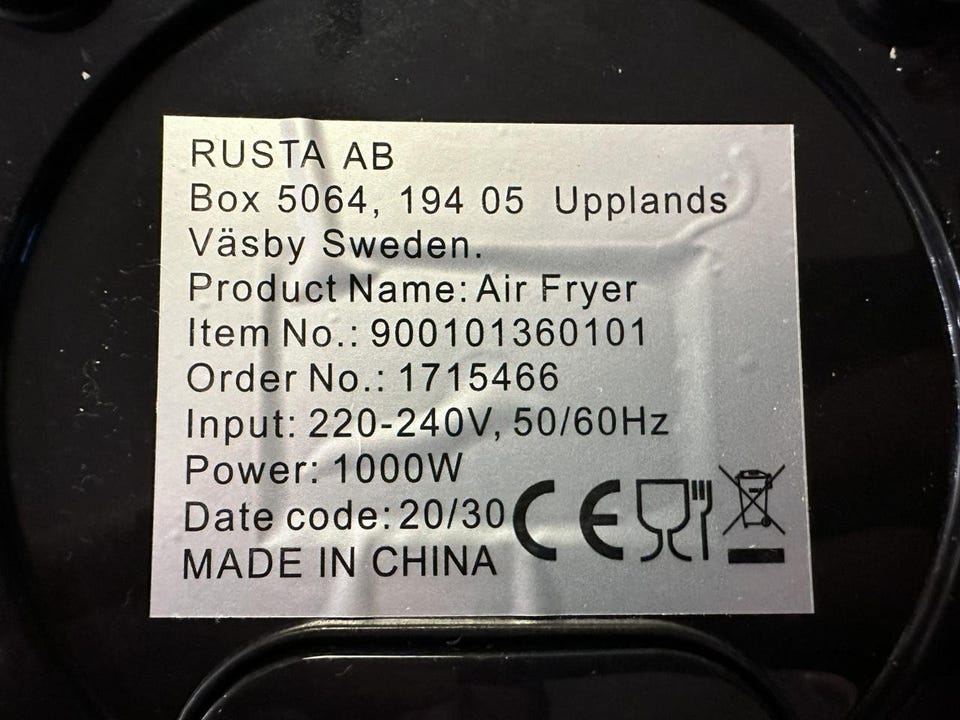 RUSTA AB
Box 5064, 194 05 Upplands
Väsby Sweden.
Product Name: Air Fryer
Item No.: 900101360101
Order No.: 1715466
Input: 220-240V, 50/60Hz
Power: 1000W
Date code: 20/30
MADE IN CHINA
CE